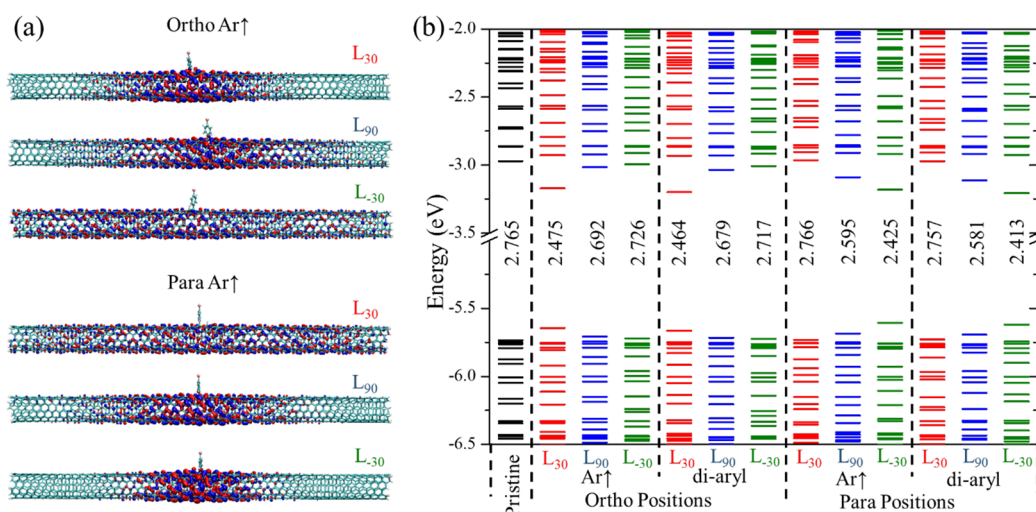 (a)
Ortho Ar↑
L30
L90
L-30
Para Ar↑
L30
L90
L-30
(b)
Energy (eV)
-2.0
-2.5
-3.0
-3.5
-5.5
-6.0
-6.5
2.765
2.475
2.692
2.726
2.464
2.679
2.717
2.766
2.595
2.425
2.757
2.581
2.413
Pristine
L30 L90 L-30 L30 L90 L-30 L30 L90 L-30 L30 L90 L-30
Ar↑ di-aryl Ar↑ di-aryl
Ortho Positions Para Positions